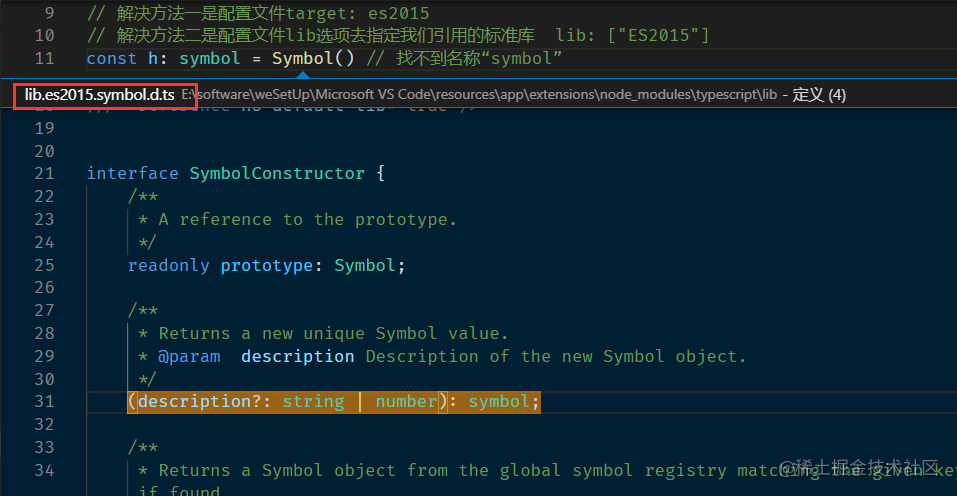 9 // 解决方法一是配置文件target: es2015
10 // 解决方法二是配置文件lib选项去指定我们引用的标准库 lib: ["ES2015"]
11 const h: symbol = Symbol() // 找不到名称“symbol”
lib.es2015.symbol.d.ts E:\software\weSetUp\Microsoft VS Code\resources\app\extensions\node_modules\typescript\lib - 定义 (4)
19
20
21 interface SymbolConstructor {
22 /**
23 * A reference to the prototype.
24 */
25 readonly prototype: Symbol;
26
27 /**
28 * Returns a new unique Symbol value.
29 * @param description Description of the new Symbol object.
30 */
31 (description?: string | number): symbol;
32
33 /**
34 * Returns a Symbol object from the global symbol registry matching the given key
if found
@稀土掘金技术社区